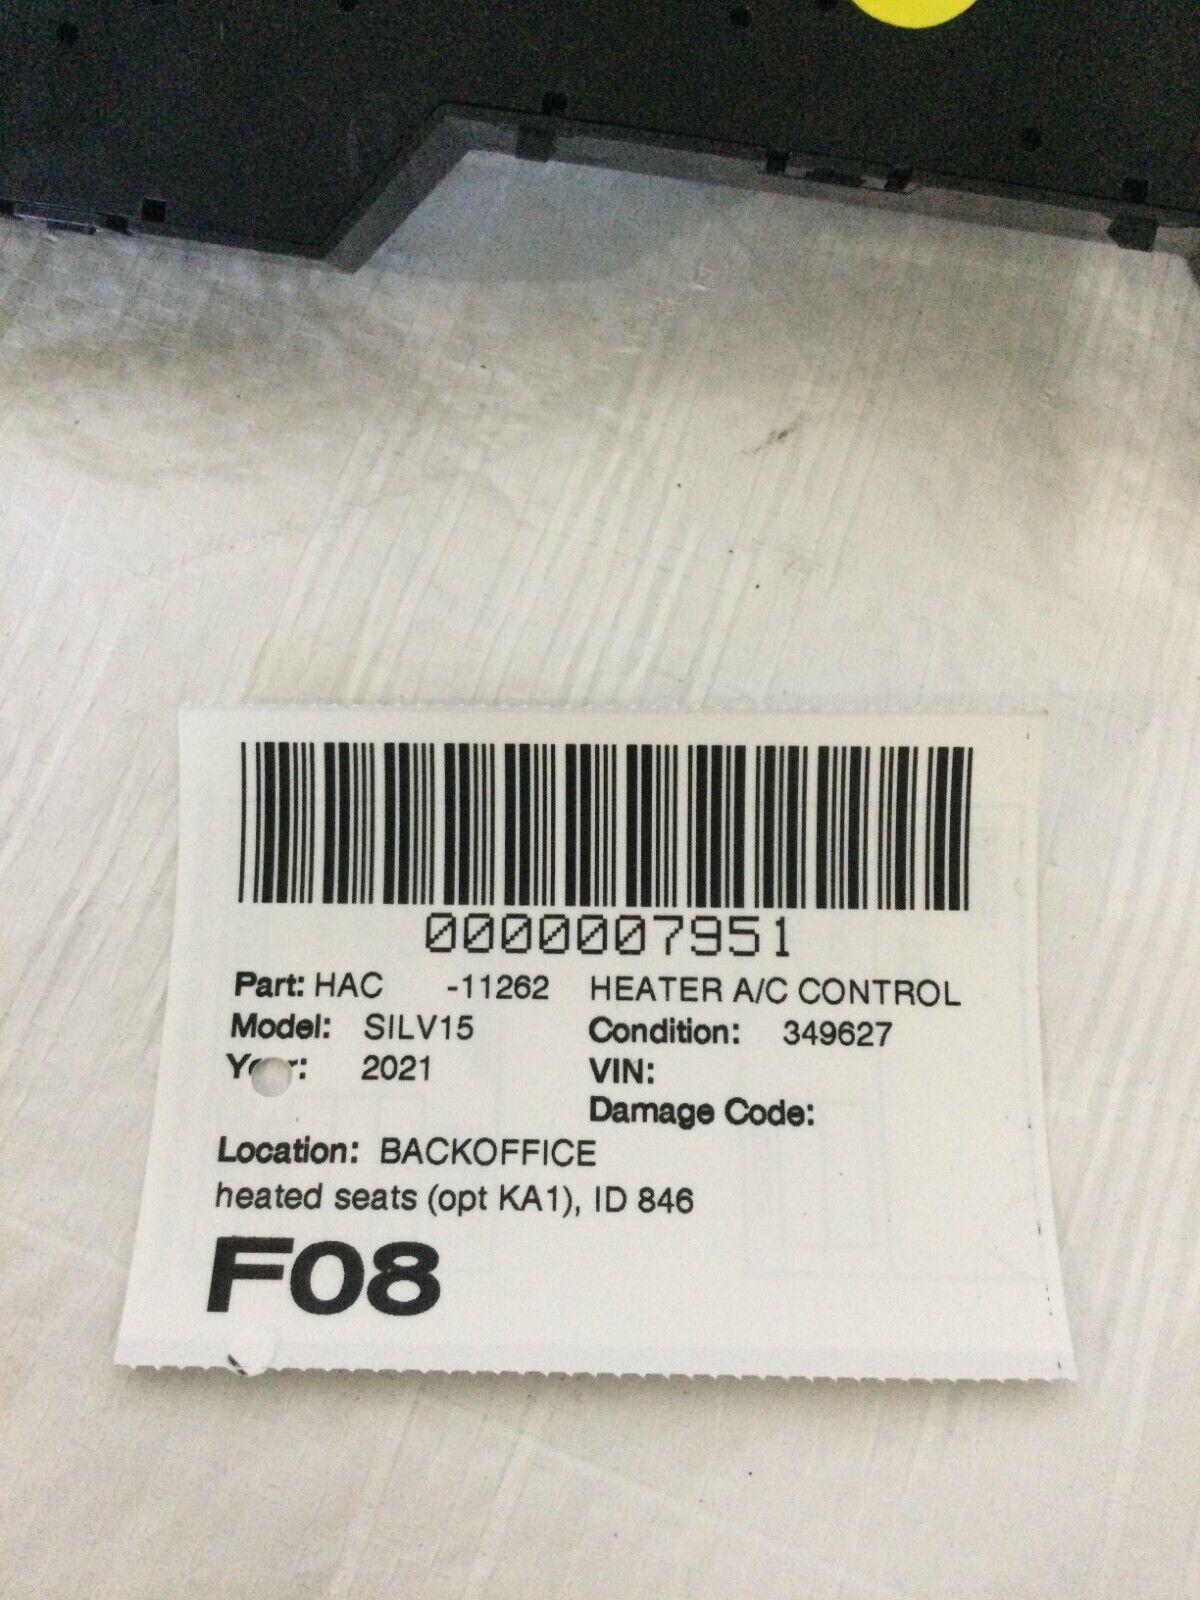 0000007951
Part: HAC -11262 HEATER A/C CONTROL
Model: SILV15 Condition: 349627
2021 VIN:
Damage Code:
Location: BACKOFFICE
heated seats (opt KA1), ID 846
F08